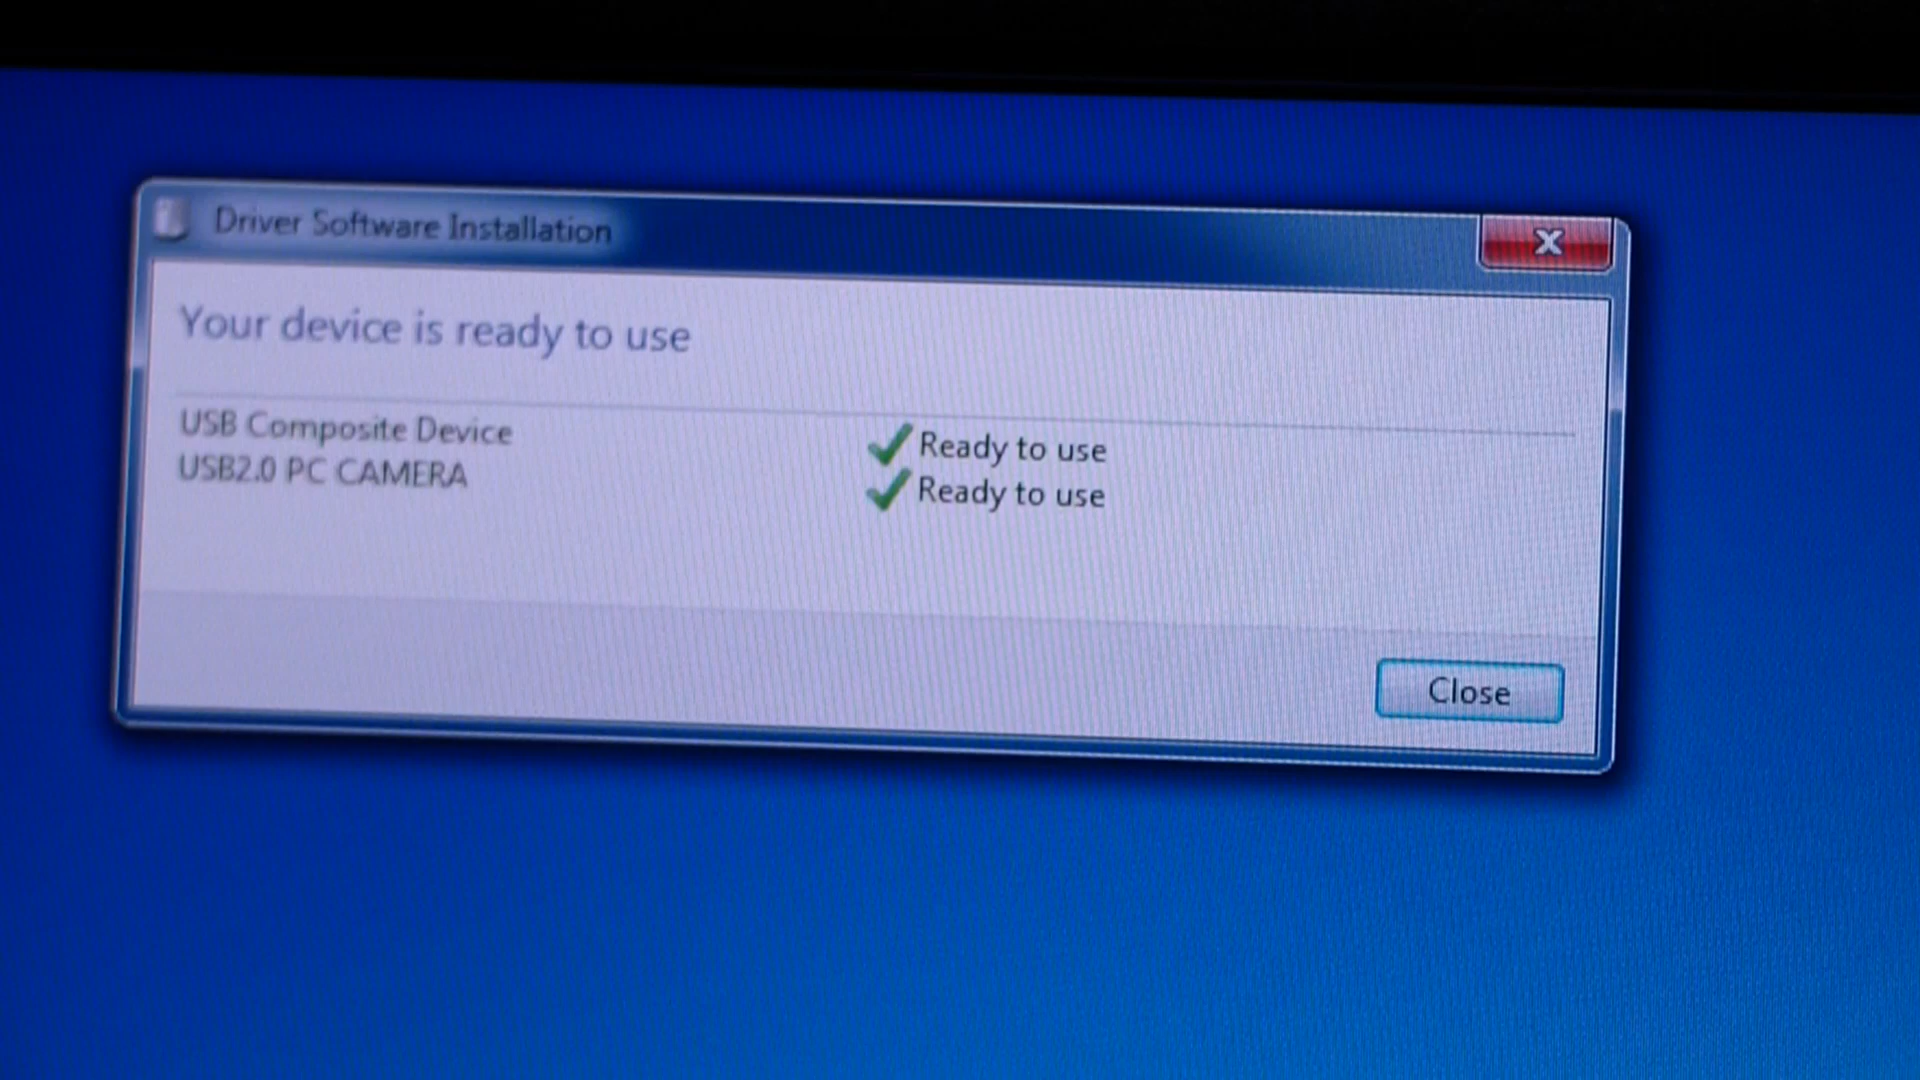 Driver Software Installation
Your device is ready to use
USB Composite Device Ready to use
USB2.0 PC CAMERA Ready to use
Close